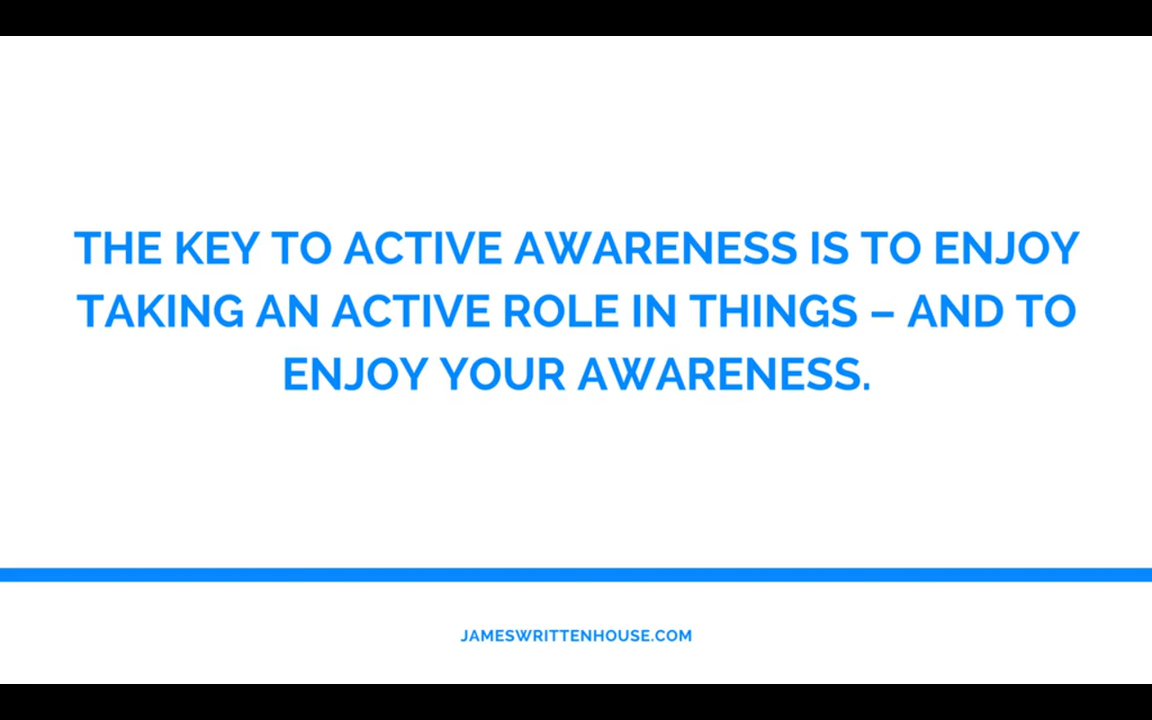 THE KEY TO ACTIVE AWARENESS IS TO ENJOY
TAKING AN ACTIVE ROLE IN THINGS – AND TO
ENJOY YOUR AWARENESS.
JAMESWRITTENHOUSE.COM